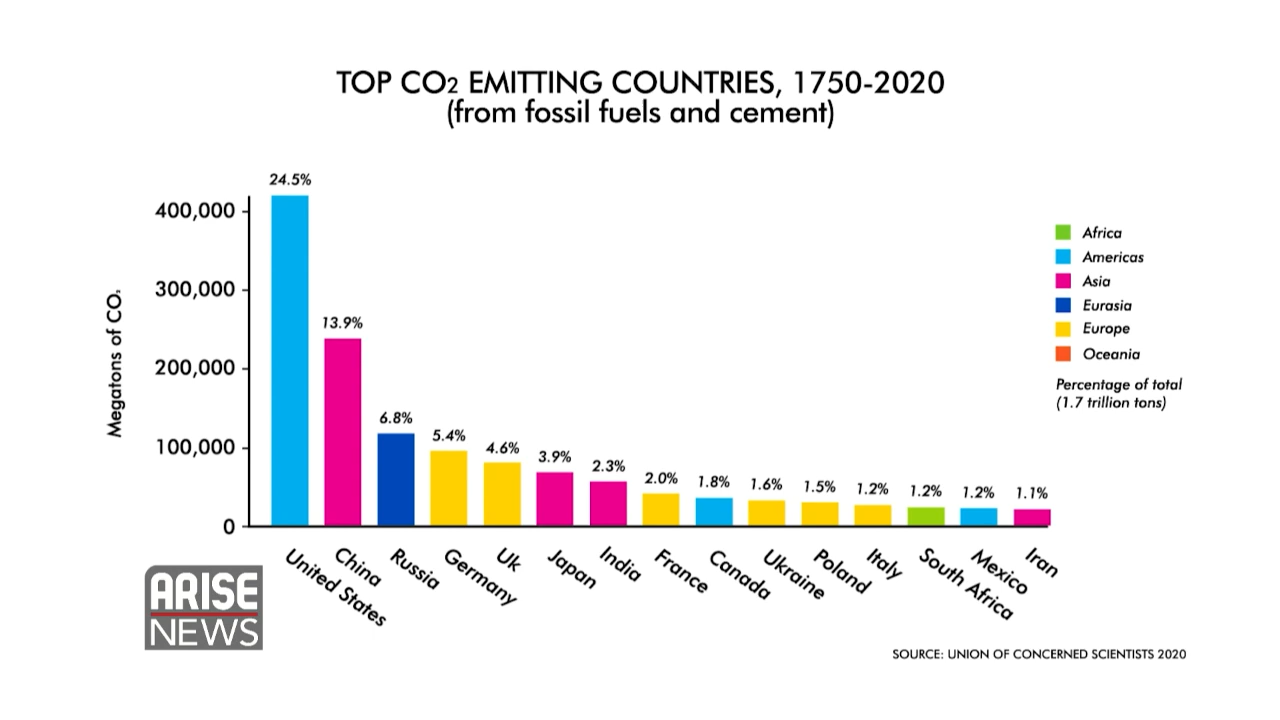 TOP CO2 EMITTING COUNTRIES, 1750-2020
(from fossil fuels and cement)
24.5%
13.9%
6.8%
5.4%
4.6%
3.9%
2.3%
2.0%
1.8%
1.6%
1.5%
1.2%
1.2%
1.2%
1.1%
400,000
300,000
200,000
100,000
0
Megatons of CO₂
Africa
Americas
Asia
Eurasia
Europe
Oceania
Percentage of total
(1.7 trillion tons)
United States
China
Russia
Germany
Uk
Japan
India
France
Canada
Ukraine
Poland
Italy
South Africa
Mexico
Iran
ARISE
NEWS
SOURCE: UNION OF CONCERNED SCIENTISTS 2020